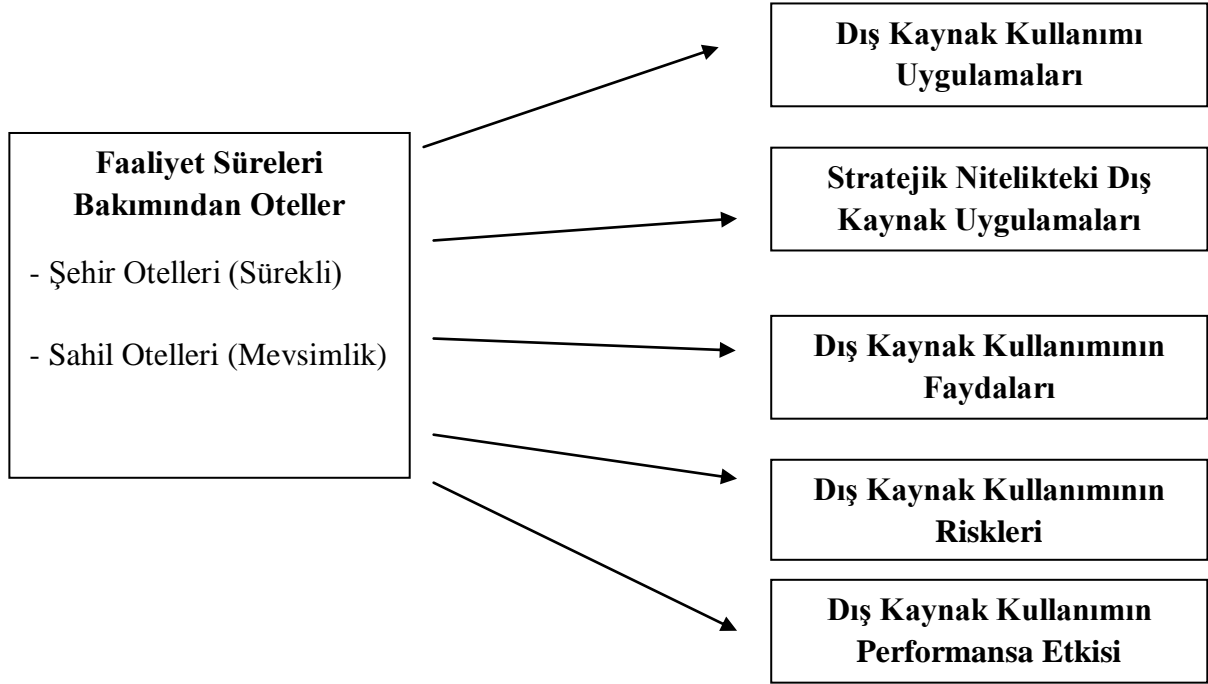 Faaliyet Süreleri
Bakımından Oteller
- Şehir Otelleri (Sürekli)
- Sahil Otelleri (Mevsimlik)
Dış Kaynak Kullanımı
Uygulamaları
Stratejik Nitelikteki Dış
Kaynak Uygulamaları
Dış Kaynak Kullanımının
Faydaları
Dış Kaynak Kullanımının
Riskleri
Dış Kaynak Kullanımın
Performansa Etkisi